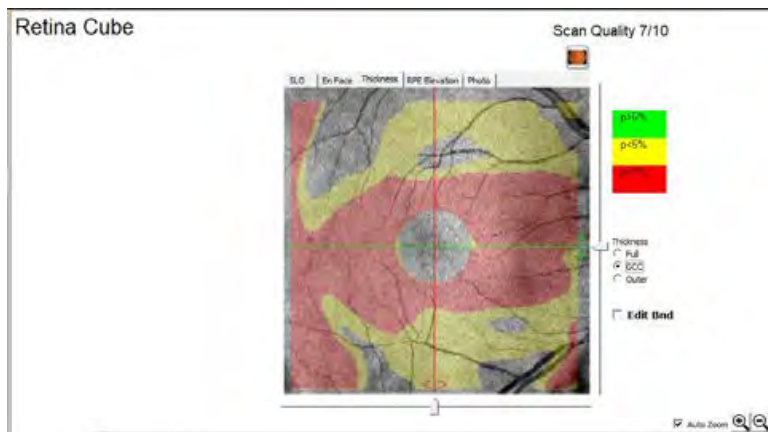 Retina Cube
Scan Quality 7/10
SLO
En Face
Thickness
RPE Elevation
Photo
p>5%
p<5%
Thickness
Full
GCC
Outer
Edit Bnd
Auto Zoom